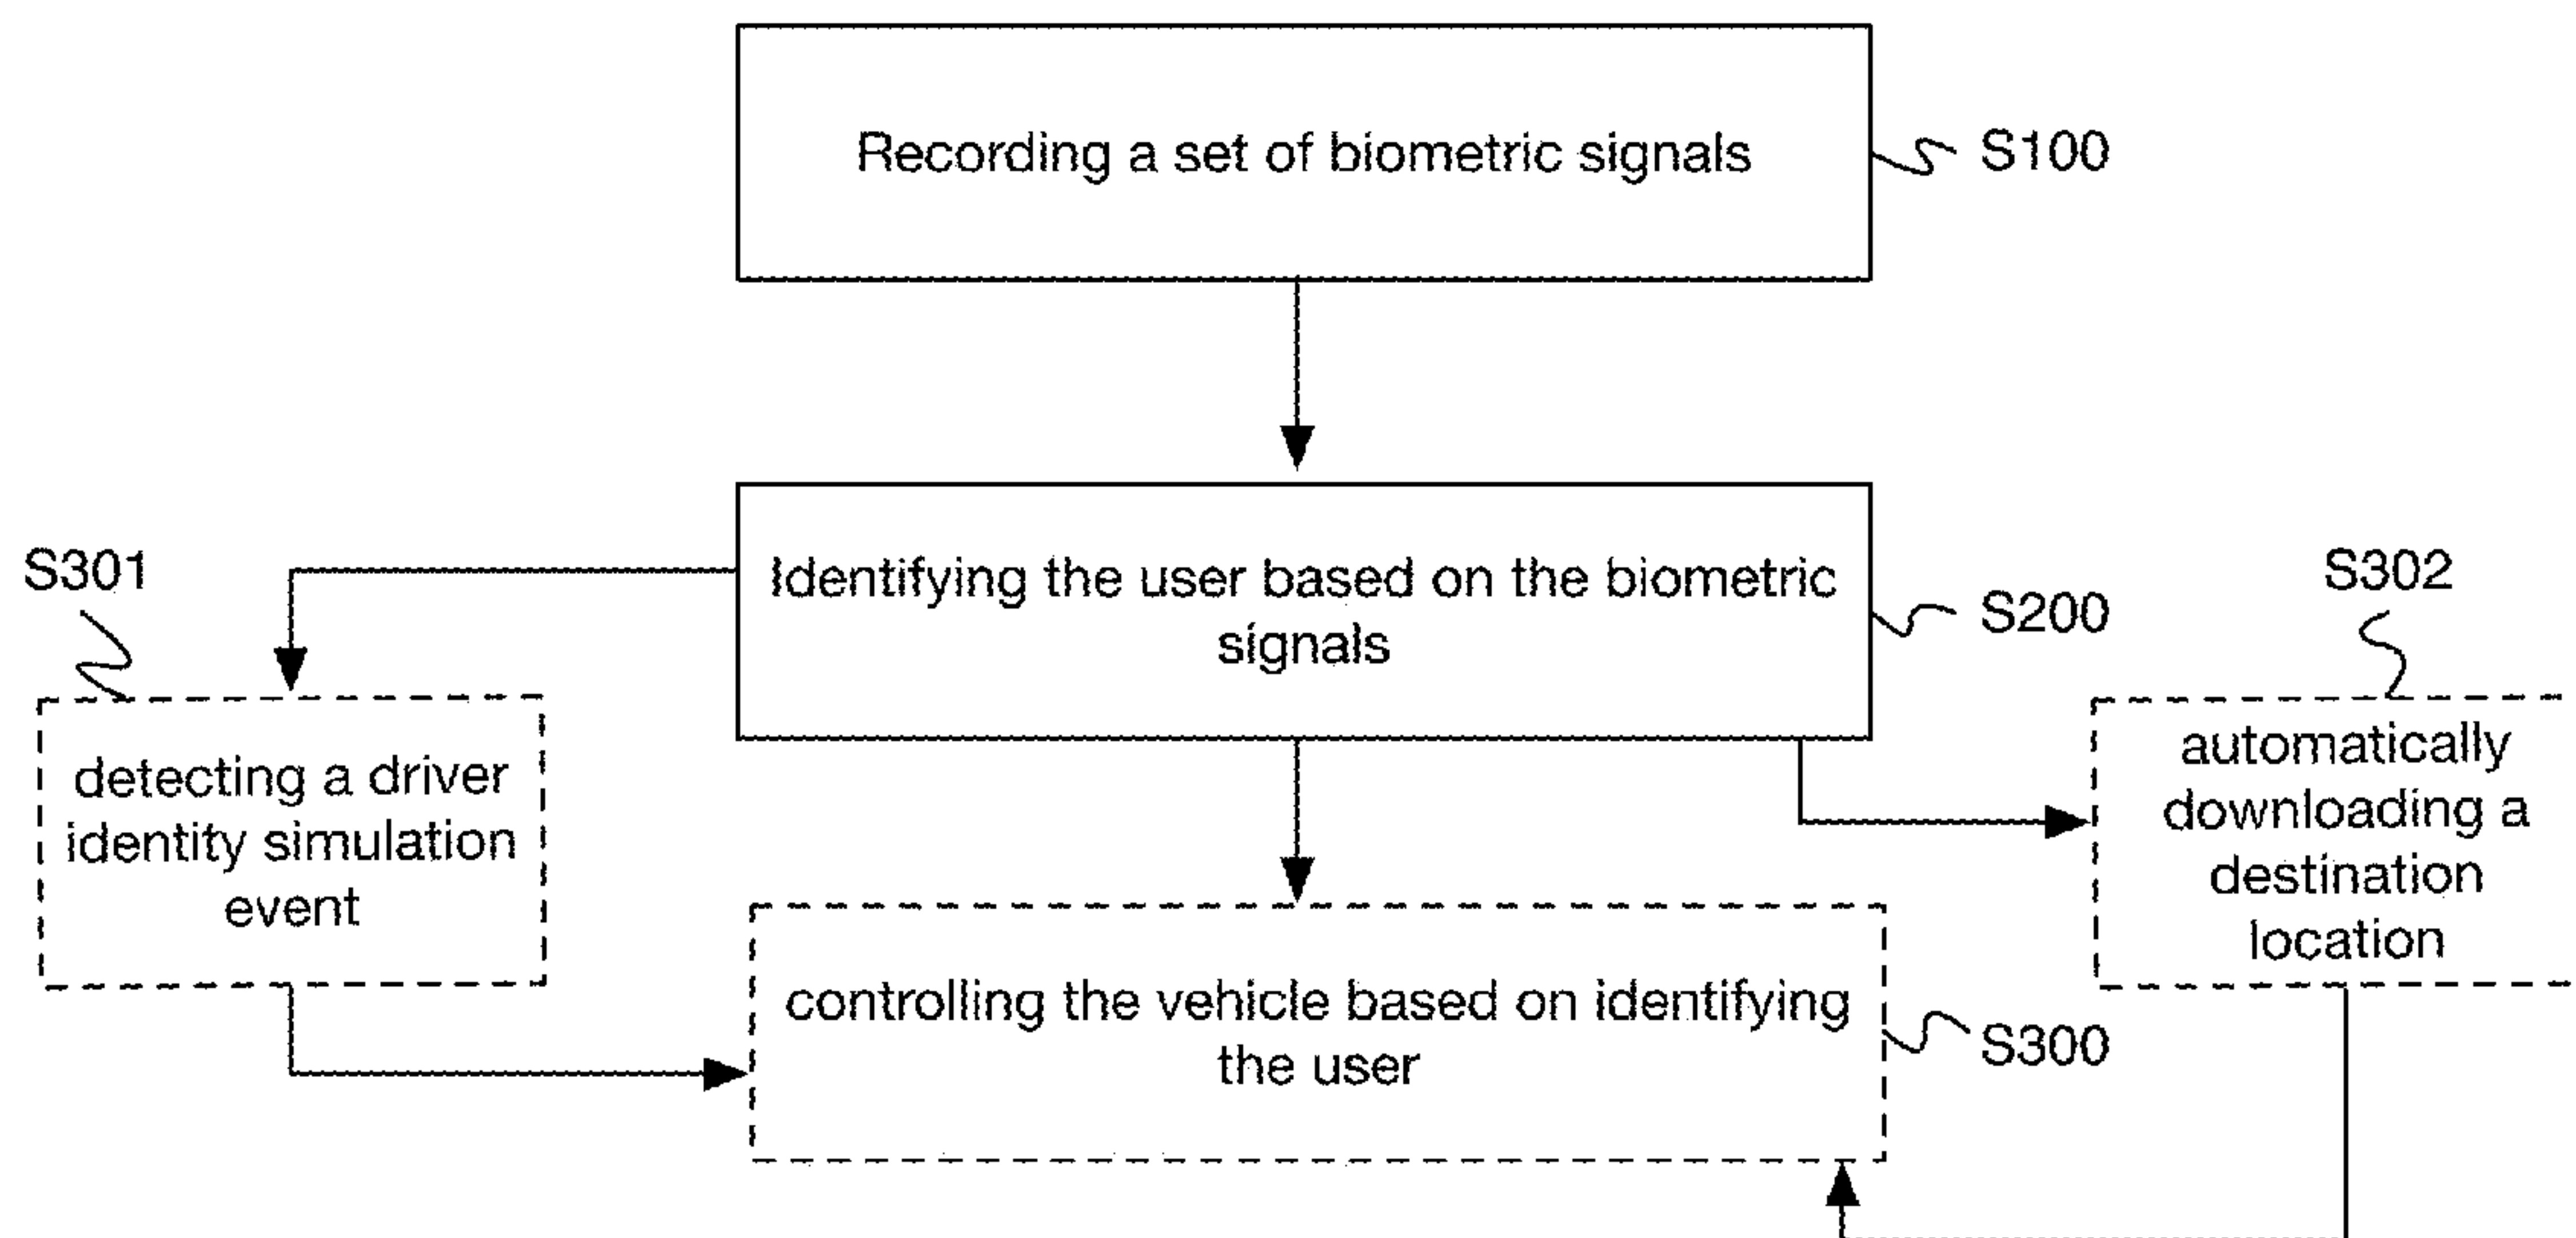 Recording a set of biometric signals
S100
S301
Identifying the user based on the biometric
signals
S200
S302
detecting a driver
identity simulation
event
automatically
downloading a
destination
location
controlling the vehicle based on identifying
the user
S300